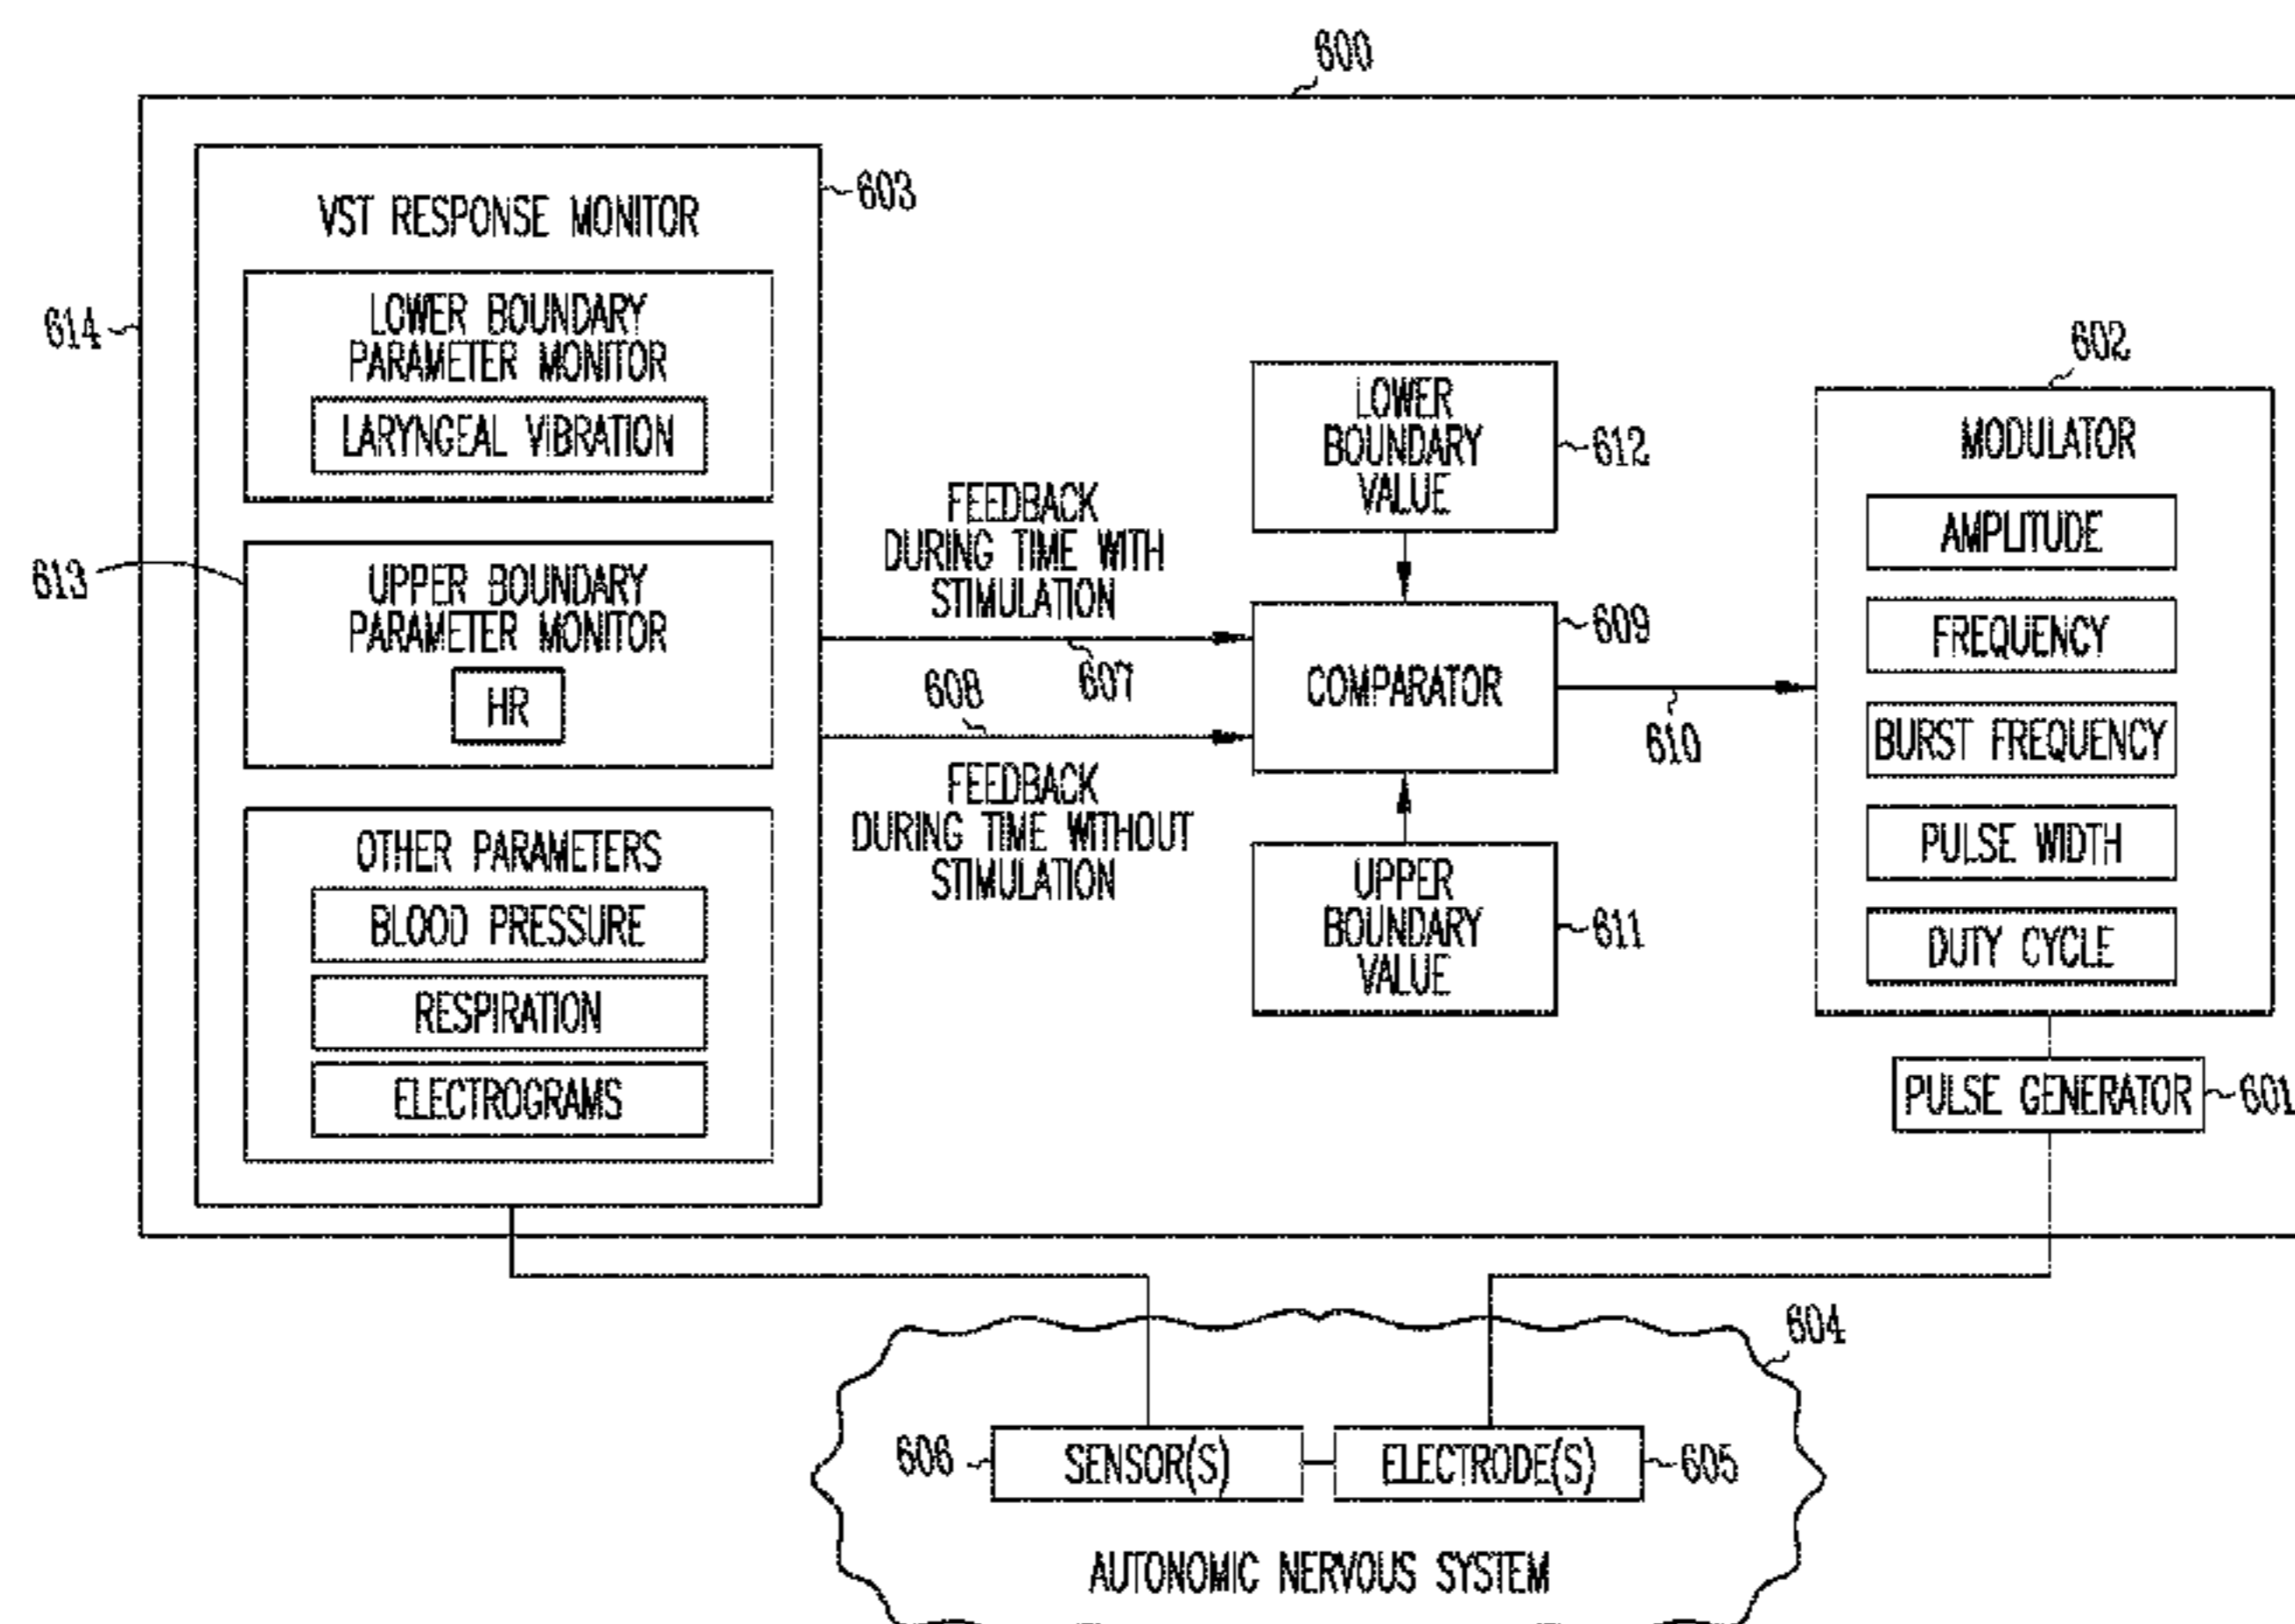 600
603
VST RESPONSE MONITOR
614
LOWER BOUNDARY
PARAMETER MONITOR
LARYNGEAL VIBRATION
613
UPPER BOUNDARY
PARAMETER MONITOR
HR
OTHER PARAMETERS
BLOOD PRESSURE
RESPIRATION
ELECTROGRAMS
FEEDBACK
DURING TIME WITH
STIMULATION
607
608
FEEDBACK
DURING TIME WITHOUT
STIMULATION
LOWER
BOUNDARY
VALUE
612
609
COMPARATOR
610
UPPER
BOUNDARY
VALUE
611
602
MODULATOR
AMPLITUDE
FREQUENCY
BURST FREQUENCY
PULSE WIDTH
DUTY CYCLE
PULSE GENERATOR
601
604
606
SENSOR(S)
ELECTRODE(S)
605
AUTONOMIC NERVOUS SYSTEM